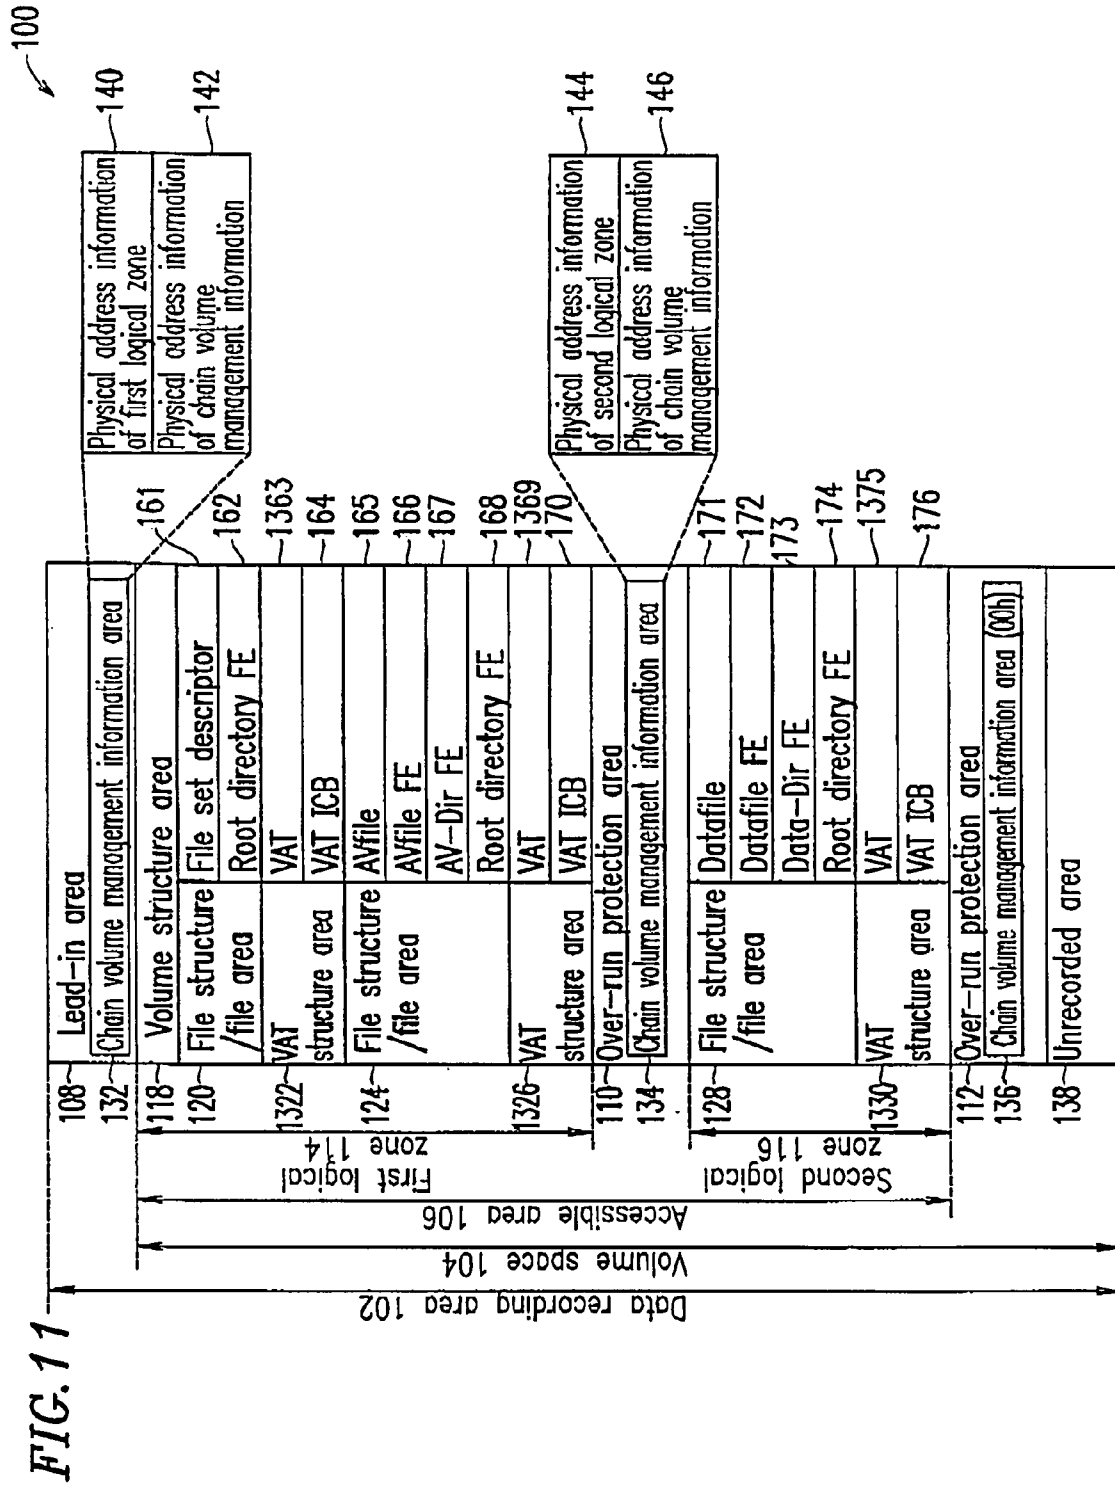 FIG.11
100
108
Lead-in area
132
Chain volume management information area
118
Volume structure area
120
File structure
/file area
161
File set descriptor
162
Root directory FE
1322
VAT
structure area
1363
VAT
164
VAT ICB
124
File structure
/file area
165
AVfile
166
AVfile FE
167
AV-Dir FE
168
Root directory FE
1326
VAT
structure area
1369
VAT
170
VAT ICB
110
Over-run protection area
134
Chain volume management information area
128
File structure
/file area
171
Datafile
172
Datafile FE
173
Data-Dir FE
174
Root directory FE
1330
VAT
structure area
1375
VAT
176
VAT ICB
112
Over-run protection area
136
Chain volume management information area (00h)
138
Unrecorded area
Physical address information
of first logical zone
140
Physical address information
of chain volume
management information
142
Physical address information
of second logical zone
144
Physical address information
of chain volume
management information
146
First logical
zone 114
Second logical
zone 116
Accessible area 106
Volume space 104
Data recording area 102